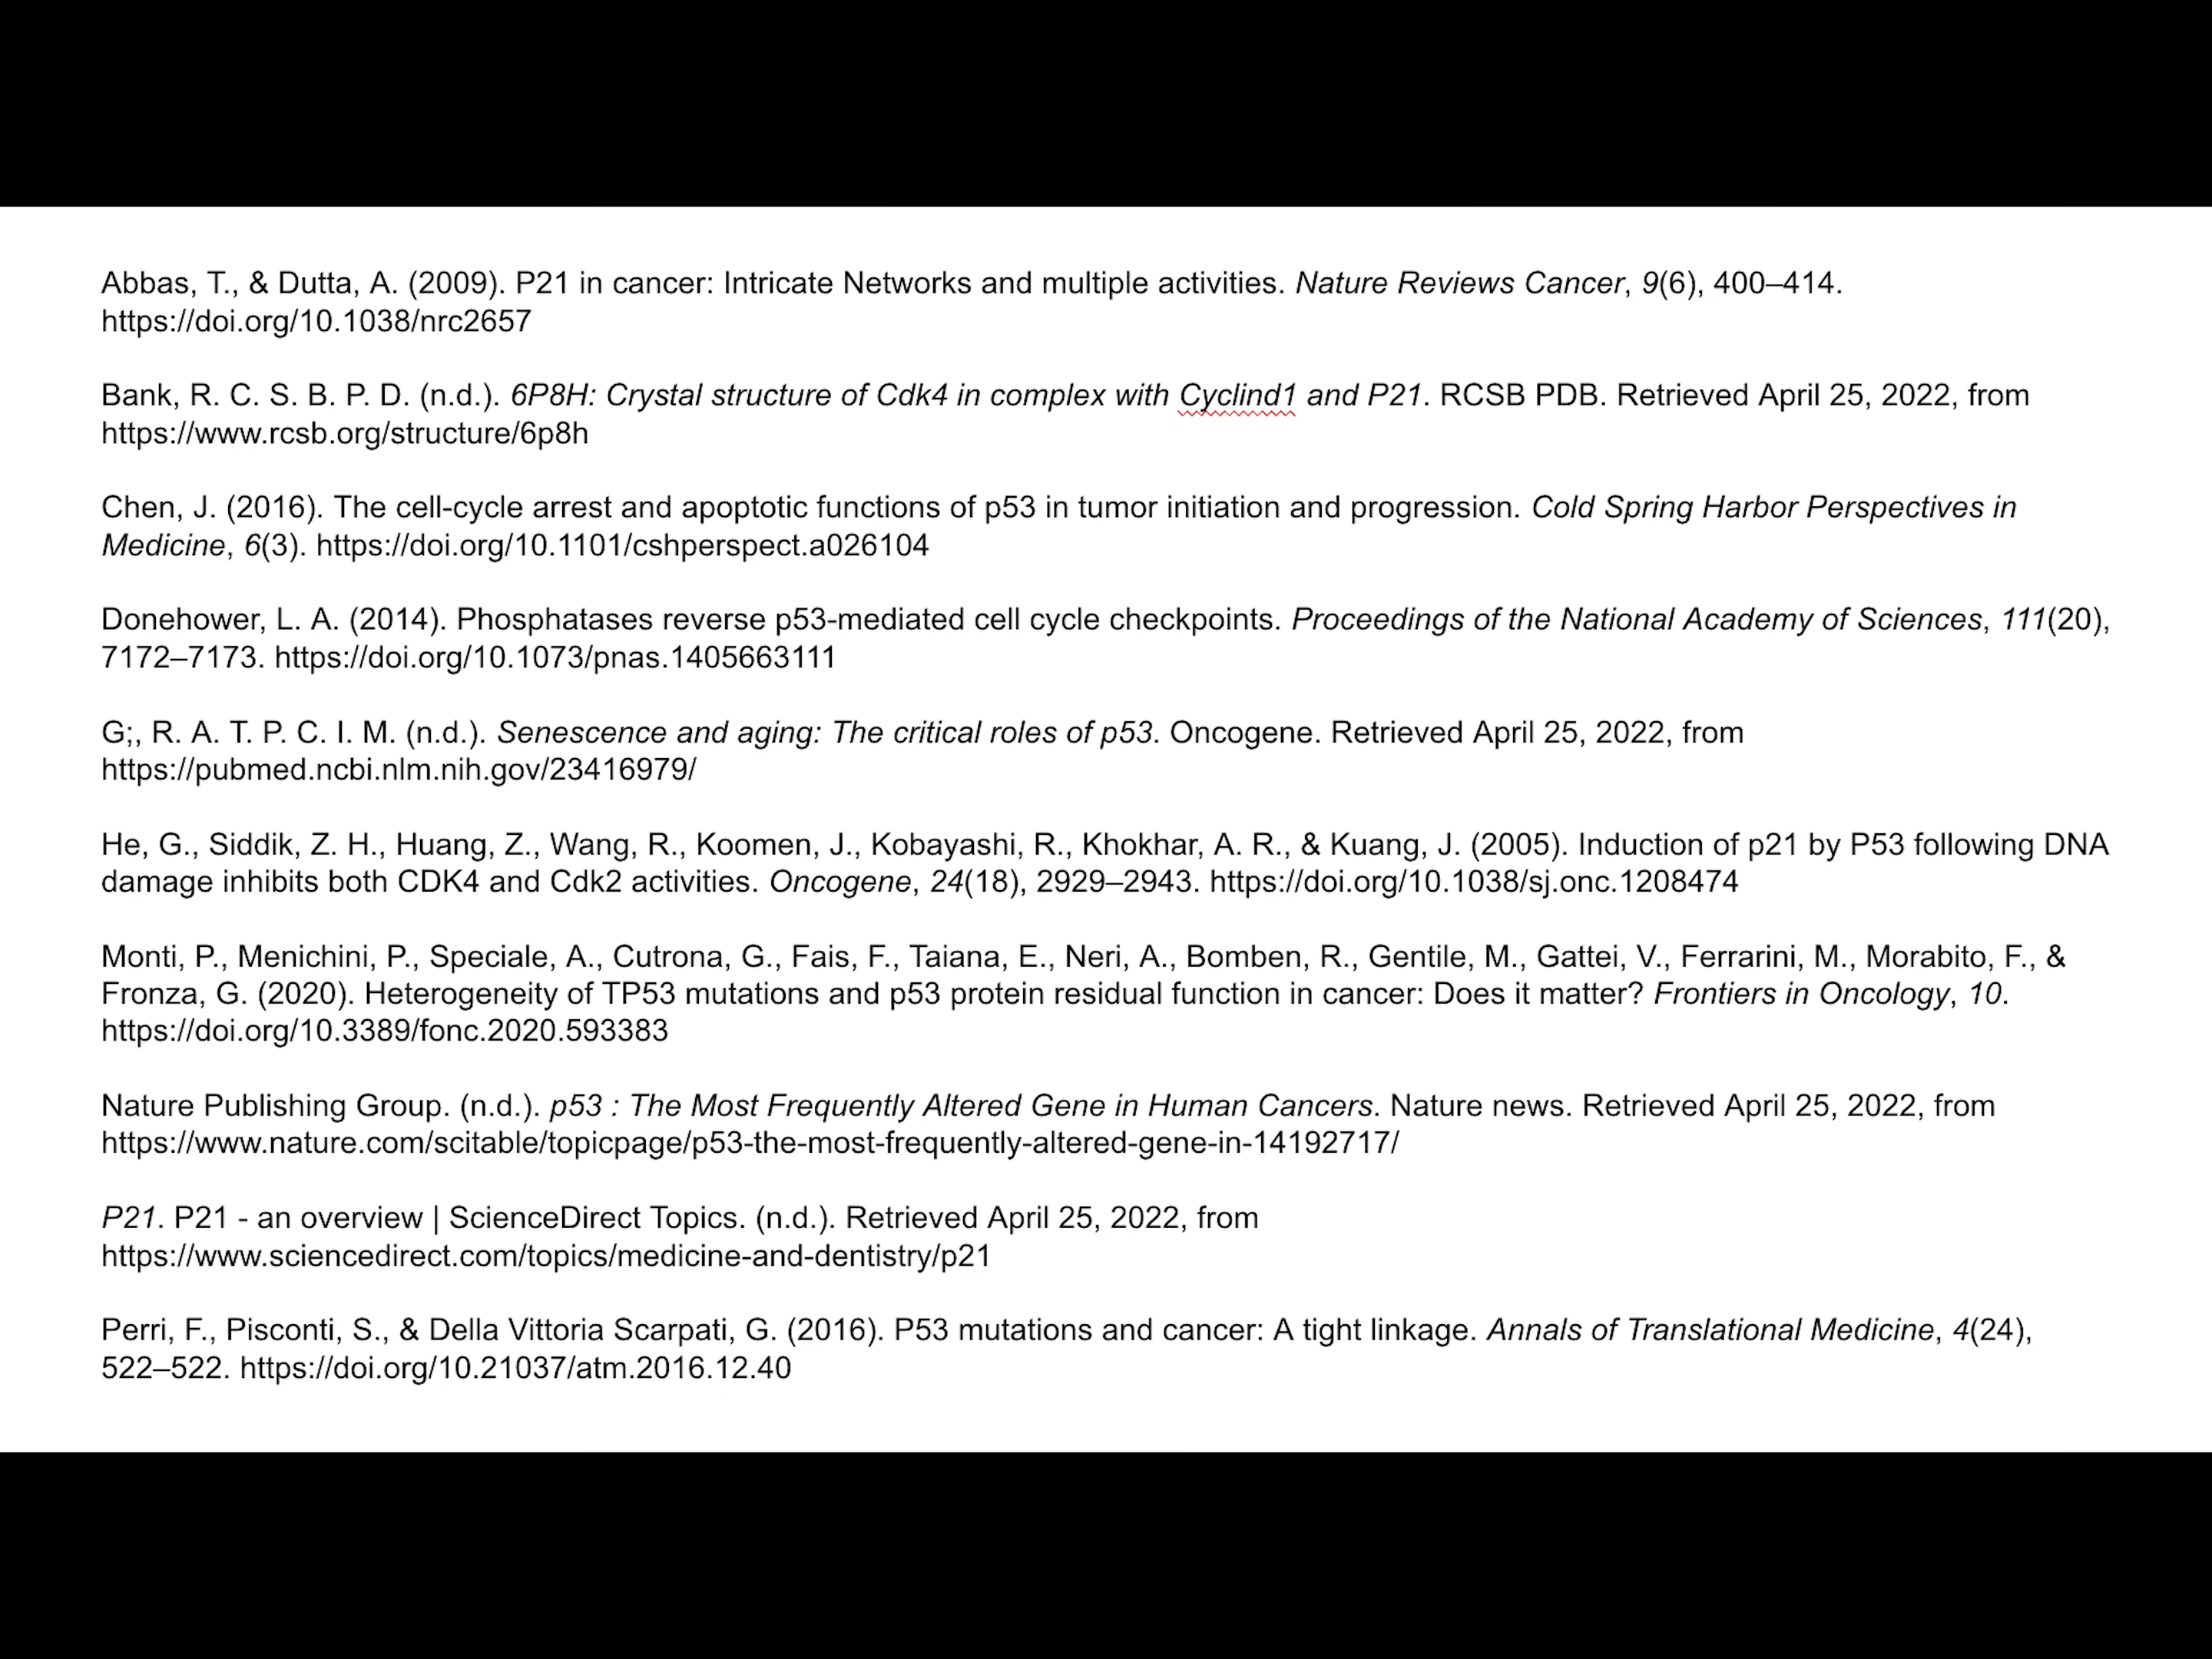 Abbas, T., & Dutta, A. (2009). P21 in cancer: Intricate Networks and multiple activities. Nature Reviews Cancer, 9(6), 400–414.
https://doi.org/10.1038/nrc2657
Bank, R. C. S. B. P. D. (n.d.). 6P8H: Crystal structure of Cdk4 in complex with Cyclind1 and P21. RCSB PDB. Retrieved April 25, 2022, from
https://www.rcsb.org/structure/6p8h
Chen, J. (2016). The cell-cycle arrest and apoptotic functions of p53 in tumor initiation and progression. Cold Spring Harbor Perspectives in
Medicine, 6(3). https://doi.org/10.1101/cshperspect.a026104
Donehower, L. A. (2014). Phosphatases reverse p53-mediated cell cycle checkpoints. Proceedings of the National Academy of Sciences, 111(20),
7172–7173. https://doi.org/10.1073/pnas.1405663111
G;, R. A. T. P. C. I. M. (n.d.). Senescence and aging: The critical roles of p53. Oncogene. Retrieved April 25, 2022, from
https://pubmed.ncbi.nlm.nih.gov/23416979/
He, G., Siddik, Z. H., Huang, Z., Wang, R., Koomen, J., Kobayashi, R., Khokhar, A. R., & Kuang, J. (2005). Induction of p21 by P53 following DNA
damage inhibits both CDK4 and Cdk2 activities. Oncogene, 24(18), 2929–2943. https://doi.org/10.1038/sj.onc.1208474
Monti, P., Menichini, P., Speciale, A., Cutrona, G., Fais, F., Taiana, E., Neri, A., Bomben, R., Gentile, M., Gattei, V., Ferrarini, M., Morabito, F., &
Fronza, G. (2020). Heterogeneity of TP53 mutations and p53 protein residual function in cancer: Does it matter? Frontiers in Oncology, 10.
https://doi.org/10.3389/fonc.2020.593383
Nature Publishing Group. (n.d.). p53 : The Most Frequently Altered Gene in Human Cancers. Nature news. Retrieved April 25, 2022, from
https://www.nature.com/scitable/topicpage/p53-the-most-frequently-altered-gene-in-14192717/
P21. P21 - an overview | ScienceDirect Topics. (n.d.). Retrieved April 25, 2022, from
https://www.sciencedirect.com/topics/medicine-and-dentistry/p21
Perri, F., Pisconti, S., & Della Vittoria Scarpati, G. (2016). P53 mutations and cancer: A tight linkage. Annals of Translational Medicine, 4(24),
522–522. https://doi.org/10.21037/atm.2016.12.40